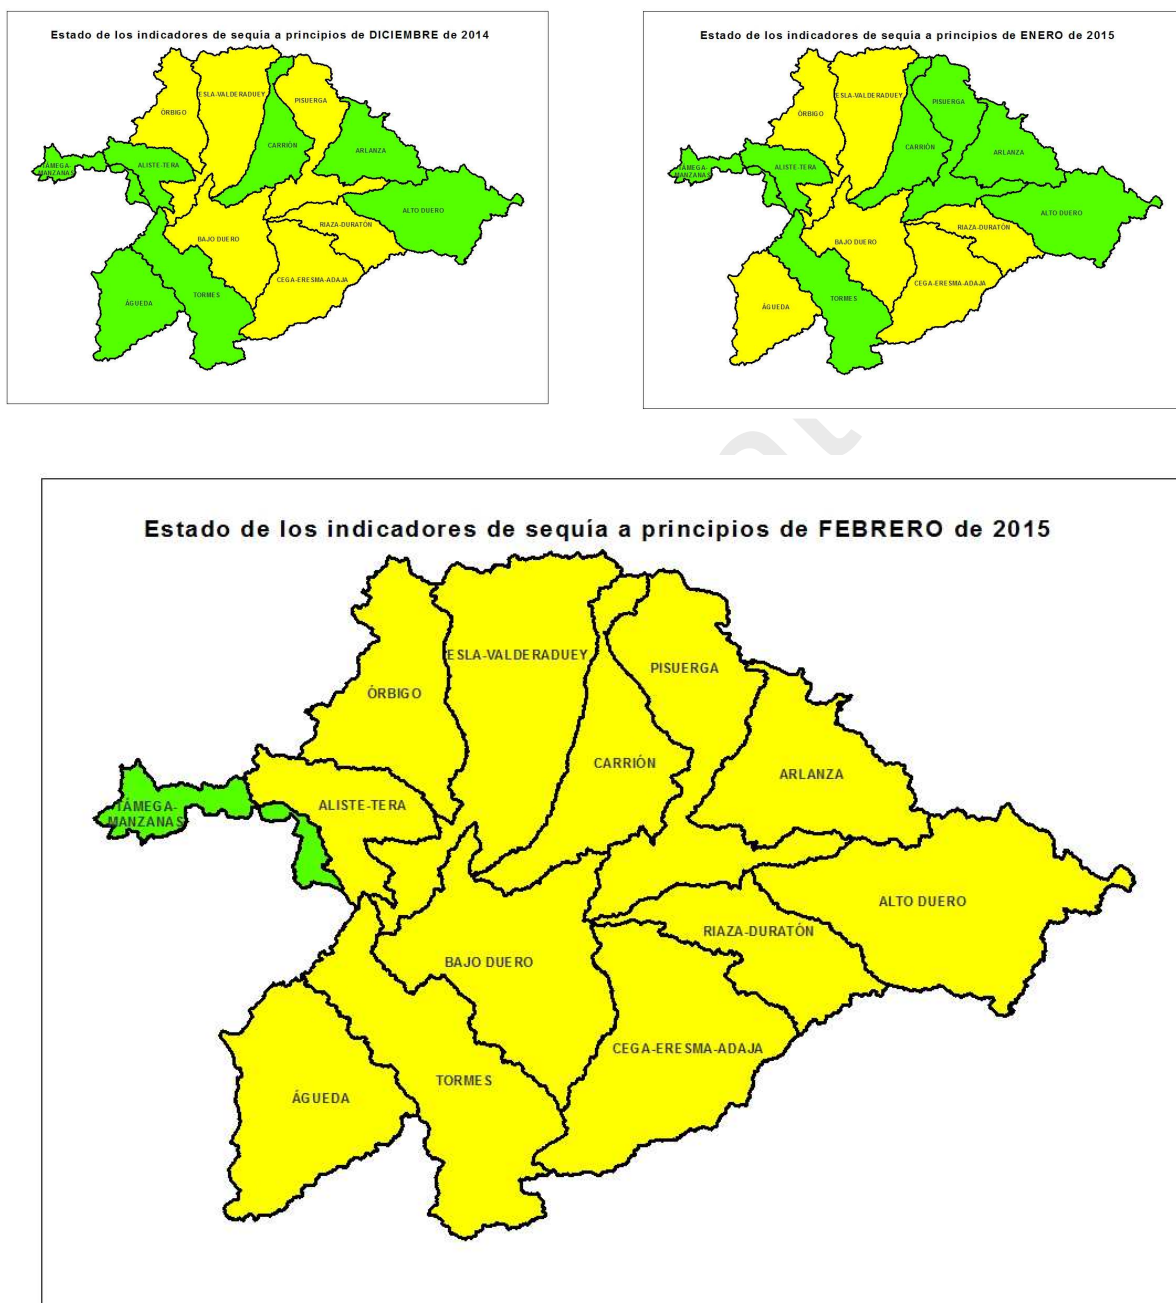 Estado de los indicadores de sequía a principios de DICIEMBRE de 2014
ESLA-VALDERADUEY
PISUERGA
ÓRBIGO
CARRIÓN
ARLANZA
TÁMEGA-
MANZANAS
ALISTE-TERA
ALTO DUERO
RIAZA-DURATÓN
BAJO DUERO
CEGA-ERESMA-ADAJA
TORMES
ÁGUEDA
Estado de los indicadores de sequía a principios de ENERO de 2015
ESLA-VALDERADUEY
PISUERGA
ÓRBIGO
CARRIÓN
ARLANZA
TÁMEGA-
MANZANAS
ALISTE-TERA
ALTO DUERO
RIAZA-DURATÓN
BAJO DUERO
CEGA-ERESMA-ADAJA
TORMES
ÁGUEDA
Estado de los indicadores de sequía a principios de FEBRERO de 2015
ESLA-VALDERADUEY
PISUERGA
ÓRBIGO
CARRIÓN
ARLANZA
TÁMEGA-
MANZANAS
ALISTE-TERA
ALTO DUERO
RIAZA-DURATÓN
BAJO DUERO
CEGA-ERESMA-ADAJA
TORMES
ÁGUEDA